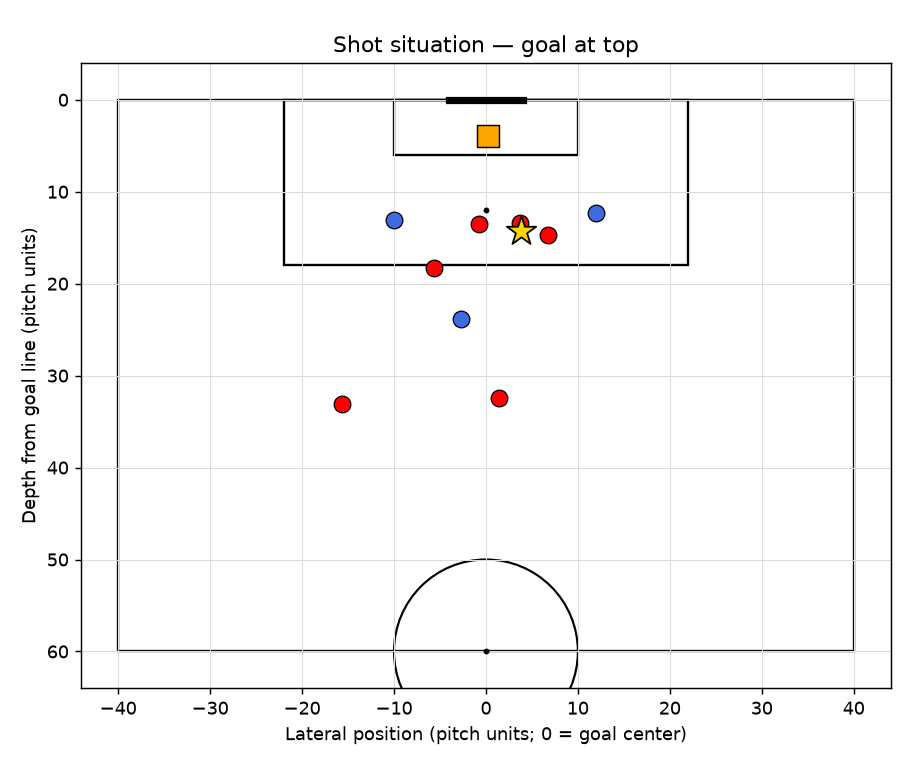 Shot situation — goal at top
0
10
20
30
40
50
60
Depth from goal line (pitch units)
−40 −30 −20 −10 0 10 20 30 40
Lateral position (pitch units; 0 = goal center)